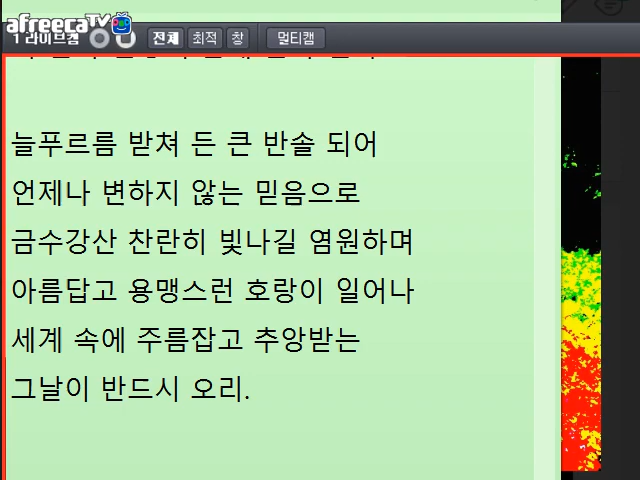 afreecaTV
1 라이브캠
전체 최적 창 멀티캠
늘푸르름 받쳐 든 큰 반솔 되어
언제나 변하지 않는 믿음으로
금수강산 찬란히 빛나길 염원하며
아름답고 용맹스런 호랑이 일어나
세계 속에 주름잡고 추앙받는
그날이 반드시 오리.